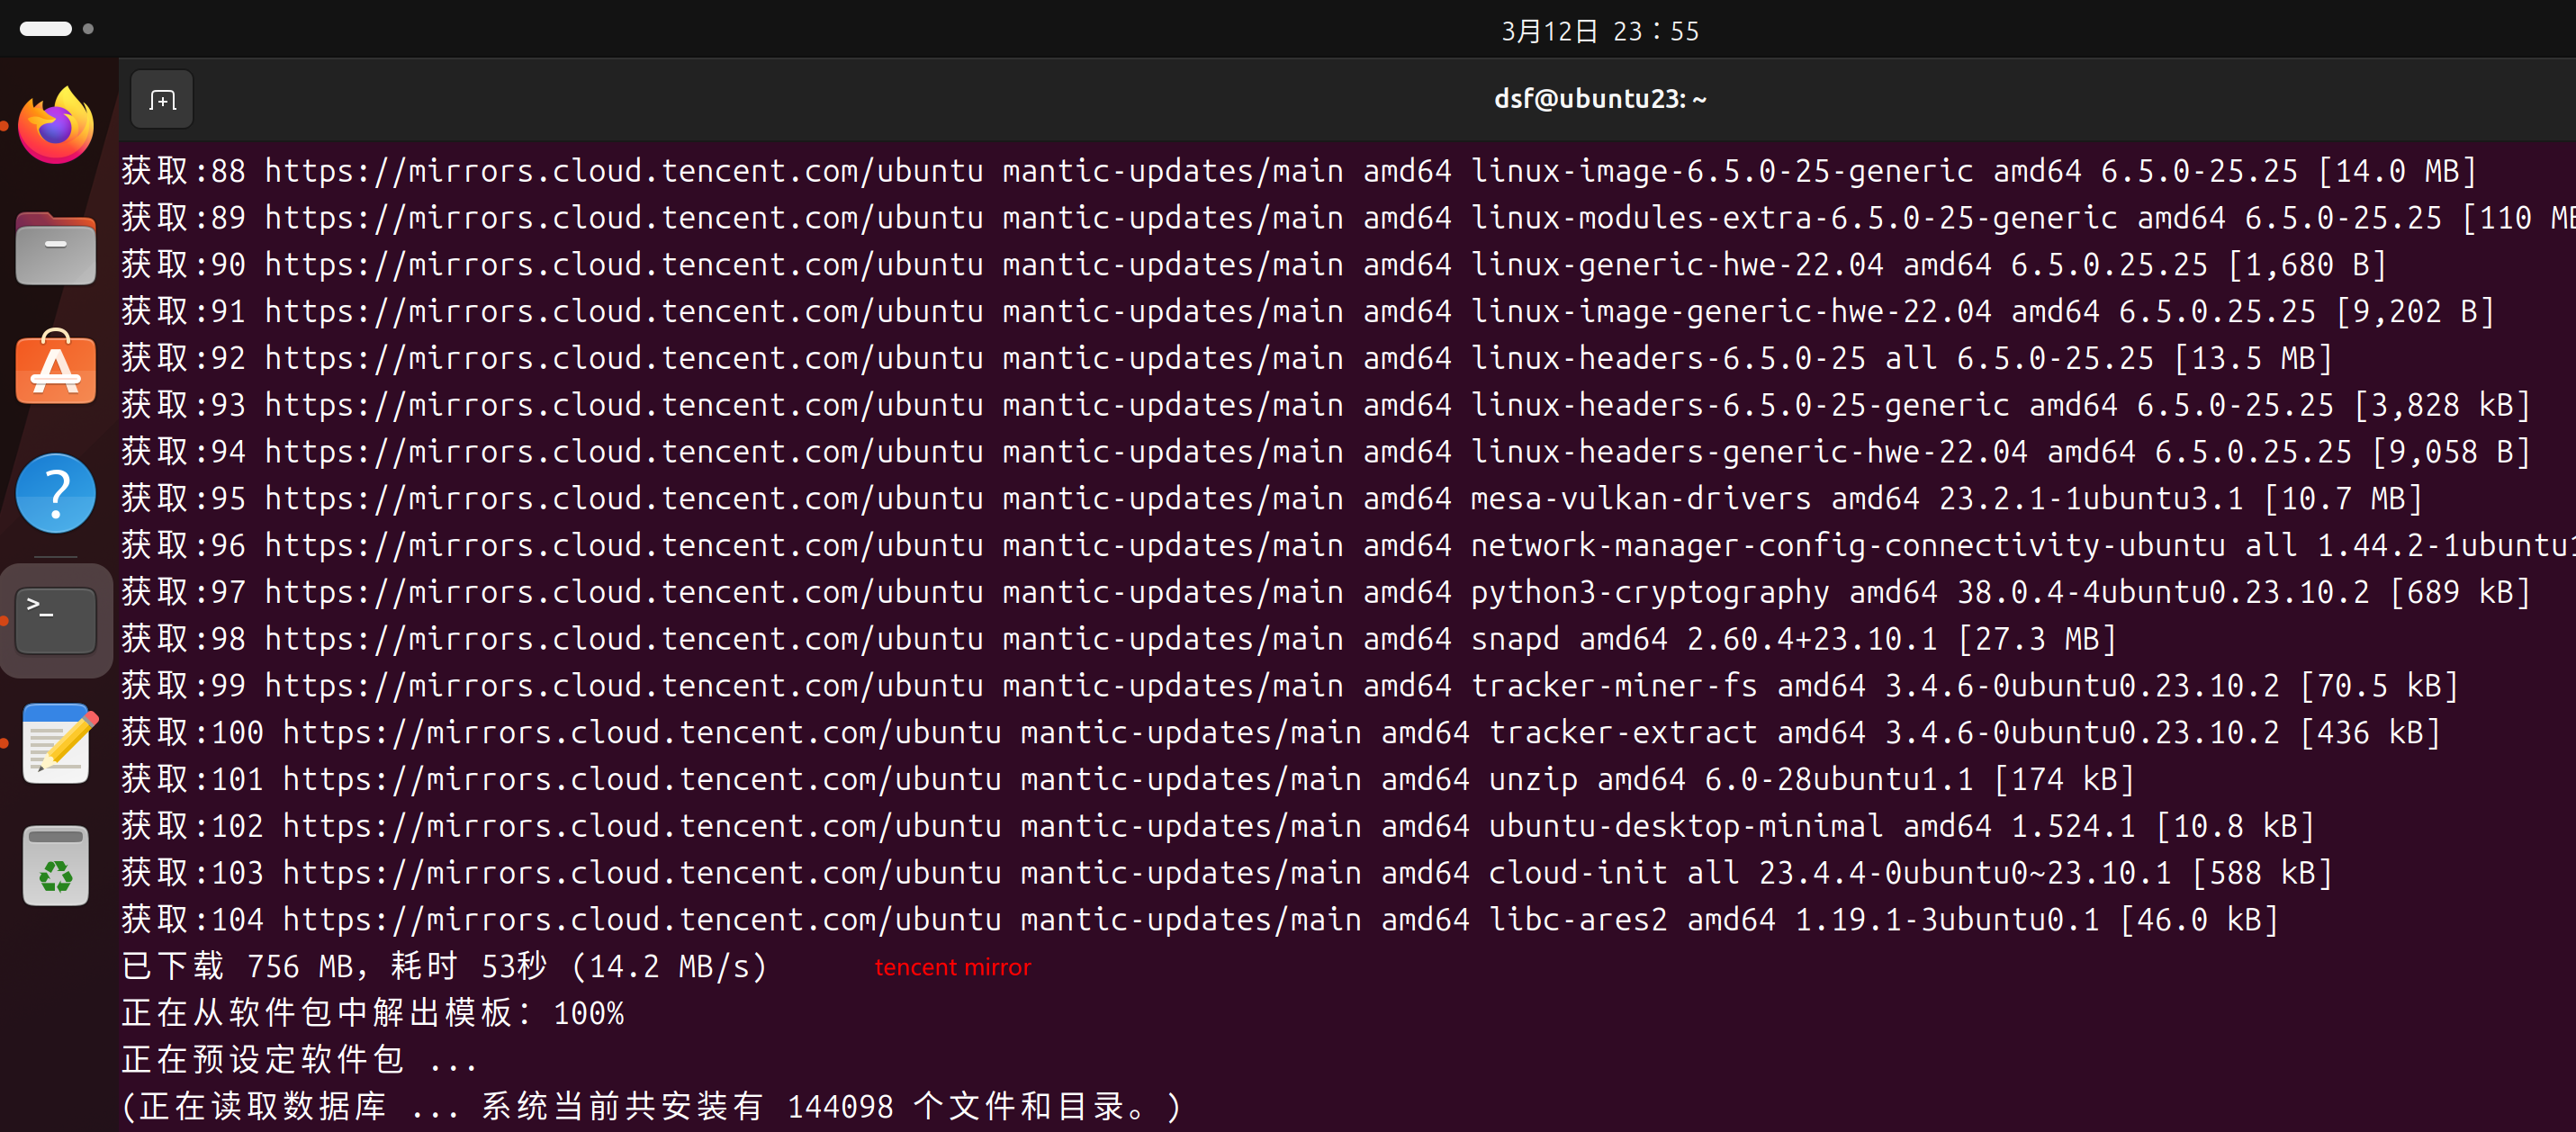 3月12日 23：55
dsf@ubuntu23: ~
获取:88 https://mirrors.cloud.tencent.com/ubuntu mantic-updates/main amd64 linux-image-6.5.0-25-generic amd64 6.5.0-25.25 [14.0 MB]
获取:89 https://mirrors.cloud.tencent.com/ubuntu mantic-updates/main amd64 linux-modules-extra-6.5.0-25-generic amd64 6.5.0-25.25 [110 MB
获取:90 https://mirrors.cloud.tencent.com/ubuntu mantic-updates/main amd64 linux-generic-hwe-22.04 amd64 6.5.0.25.25 [1,680 B]
获取:91 https://mirrors.cloud.tencent.com/ubuntu mantic-updates/main amd64 linux-image-generic-hwe-22.04 amd64 6.5.0.25.25 [9,202 B]
获取:92 https://mirrors.cloud.tencent.com/ubuntu mantic-updates/main amd64 linux-headers-6.5.0-25 all 6.5.0-25.25 [13.5 MB]
获取:93 https://mirrors.cloud.tencent.com/ubuntu mantic-updates/main amd64 linux-headers-6.5.0-25-generic amd64 6.5.0-25.25 [3,828 kB]
获取:94 https://mirrors.cloud.tencent.com/ubuntu mantic-updates/main amd64 linux-headers-generic-hwe-22.04 amd64 6.5.0.25.25 [9,058 B]
获取:95 https://mirrors.cloud.tencent.com/ubuntu mantic-updates/main amd64 mesa-vulkan-drivers amd64 23.2.1-1ubuntu3.1 [10.7 MB]
获取:96 https://mirrors.cloud.tencent.com/ubuntu mantic-updates/main amd64 network-manager-config-connectivity-ubuntu all 1.44.2-1ubuntu1
获取:97 https://mirrors.cloud.tencent.com/ubuntu mantic-updates/main amd64 python3-cryptography amd64 38.0.4-4ubuntu0.23.10.2 [689 kB]
获取:98 https://mirrors.cloud.tencent.com/ubuntu mantic-updates/main amd64 snapd amd64 2.60.4+23.10.1 [27.3 MB]
获取:99 https://mirrors.cloud.tencent.com/ubuntu mantic-updates/main amd64 tracker-miner-fs amd64 3.4.6-0ubuntu0.23.10.2 [70.5 kB]
获取:100 https://mirrors.cloud.tencent.com/ubuntu mantic-updates/main amd64 tracker-extract amd64 3.4.6-0ubuntu0.23.10.2 [436 kB]
获取:101 https://mirrors.cloud.tencent.com/ubuntu mantic-updates/main amd64 unzip amd64 6.0-28ubuntu1.1 [174 kB]
获取:102 https://mirrors.cloud.tencent.com/ubuntu mantic-updates/main amd64 ubuntu-desktop-minimal amd64 1.524.1 [10.8 kB]
获取:103 https://mirrors.cloud.tencent.com/ubuntu mantic-updates/main amd64 cloud-init all 23.4.4-0ubuntu0~23.10.1 [588 kB]
获取:104 https://mirrors.cloud.tencent.com/ubuntu mantic-updates/main amd64 libc-ares2 amd64 1.19.1-3ubuntu0.1 [46.0 kB]
已下载 756 MB，耗时 53秒 (14.2 MB/s) tencent mirror
正在从软件包中解出模板：100%
正在预设定软件包 ...
(正在读取数据库 ... 系统当前共安装有 144098 个文件和目录。)